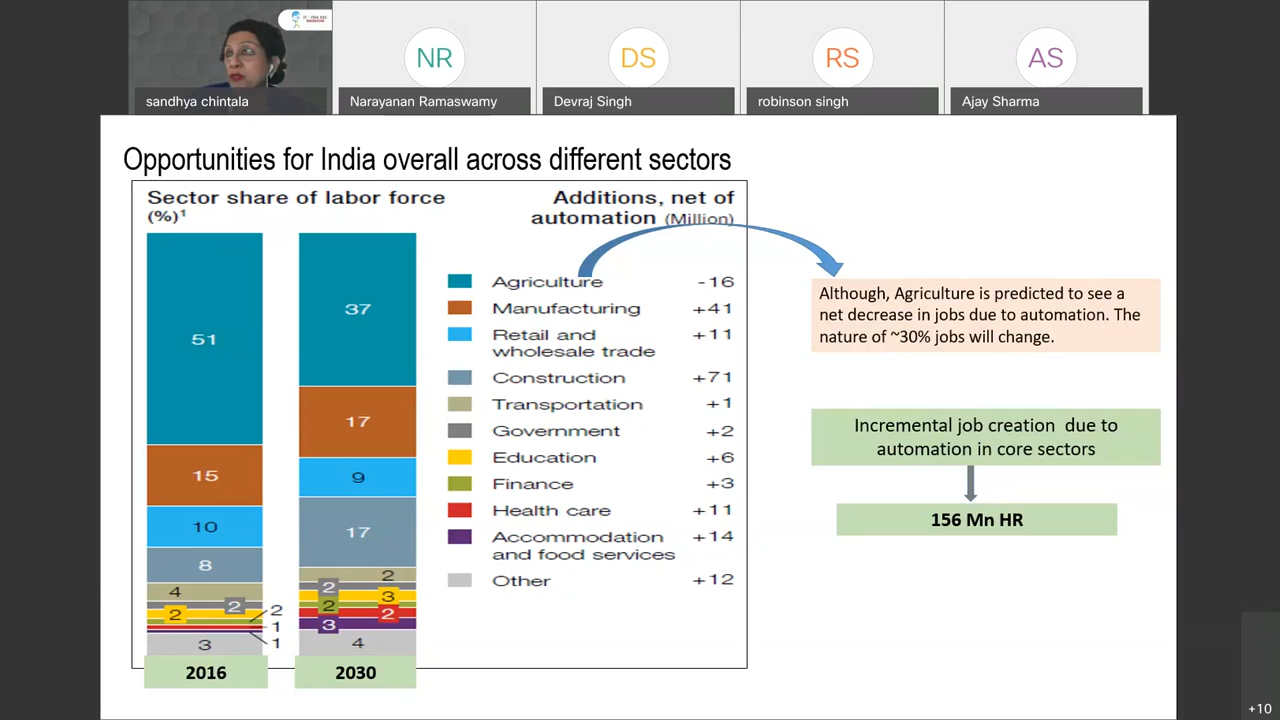 NR
DS
RS
AS
sandhya chintala
Narayanan Ramaswamy
Devraj Singh
robinson singh
Ajay Sharma
Opportunities for India overall across different sectors
Sector share of labor force
(%)¹
Additions, net of
automation (Million)
51
15
10
8
4
2
2
2
1
1
3
2016
37
17
9
17
2
2
3
2
2
3
4
2030
Agriculture -16
Manufacturing +41
Retail and +11
wholesale trade
Construction +71
Transportation +1
Government +2
Education +6
Finance +3
Health care +11
Accommodation +14
and food services
Other +12
Although, Agriculture is predicted to see a
net decrease in jobs due to automation. The
nature of ~30% jobs will change.
Incremental job creation due to
automation in core sectors
156 Mn HR
+10